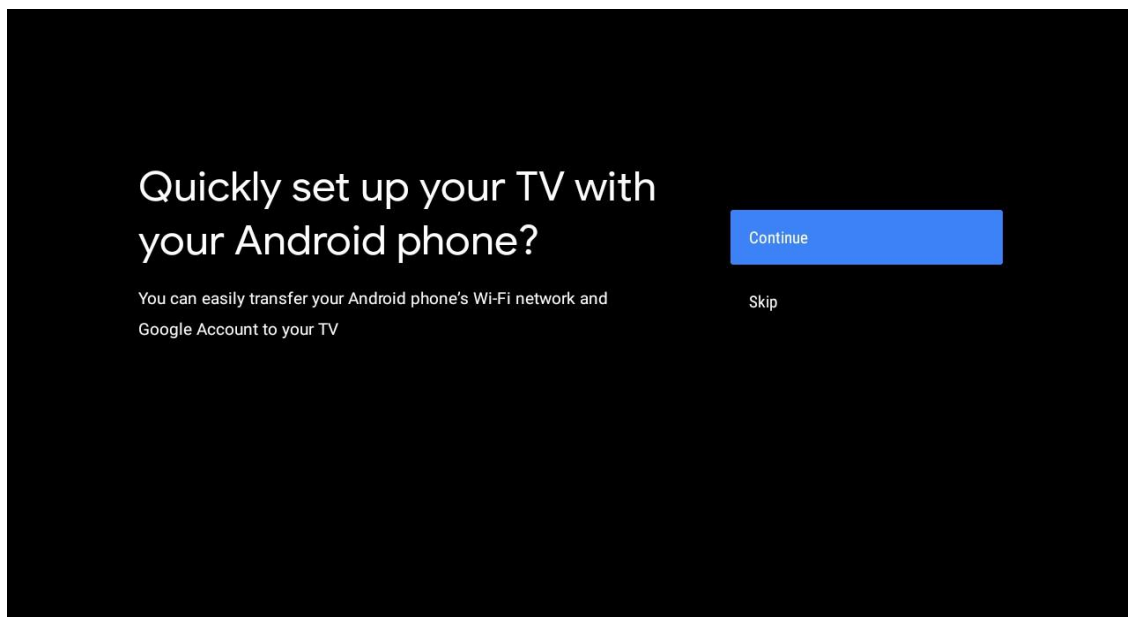 Quickly set up your TV with
your Android phone?
You can easily transfer your Android phone’s Wi-Fi network and
Google Account to your TV
Continue
Skip